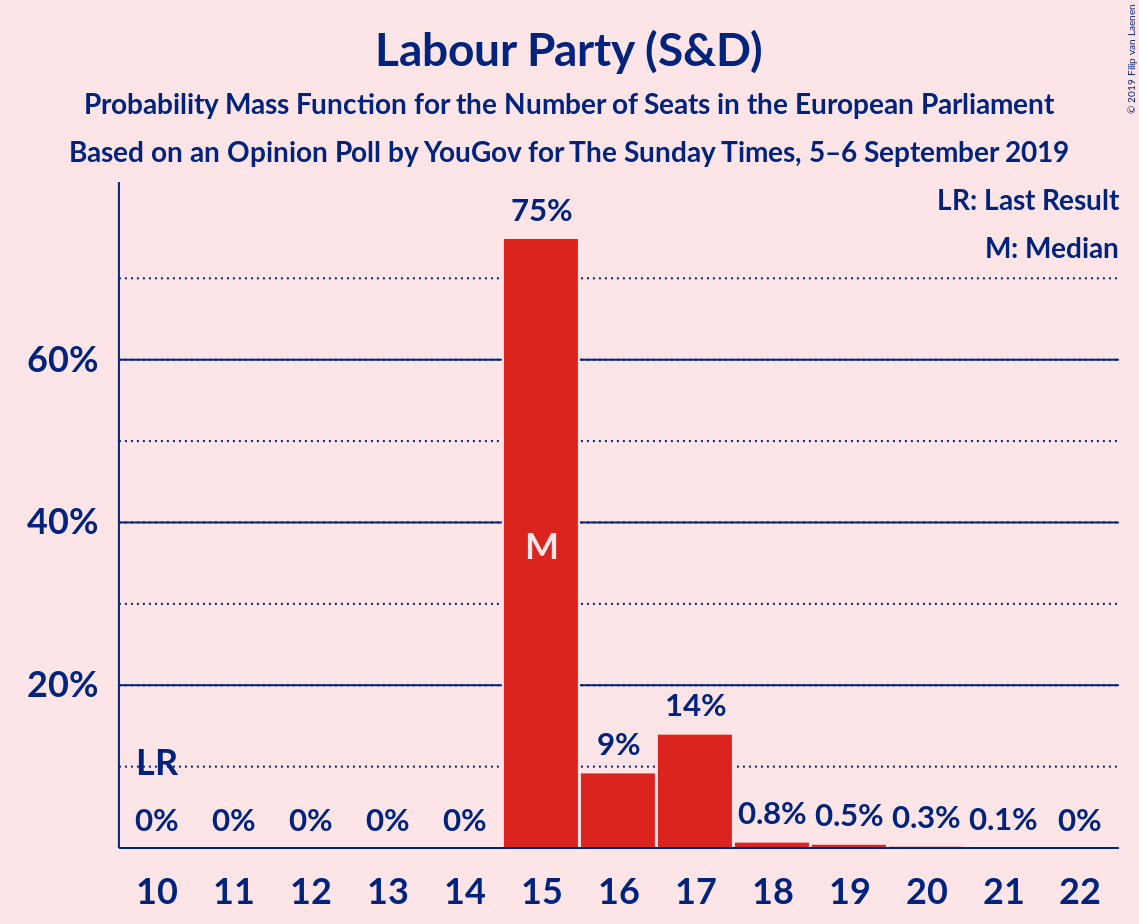 Labour Party (S&D)
Probability Mass Function for the Number of Seats in the European Parliament
Based on an Opinion Poll by YouGov for The Sunday Times, 5–6 September 2019
© 2019 Filip van Laenen
LR: Last Result
M: Median
75%
60%
40%
M
20%
14%
9%
LR
0% 0% 0% 0% 0% 0.8% 0.5% 0.3% 0.1% 0%
10 11 12 13 14 15 16 17 18 19 20 21 22